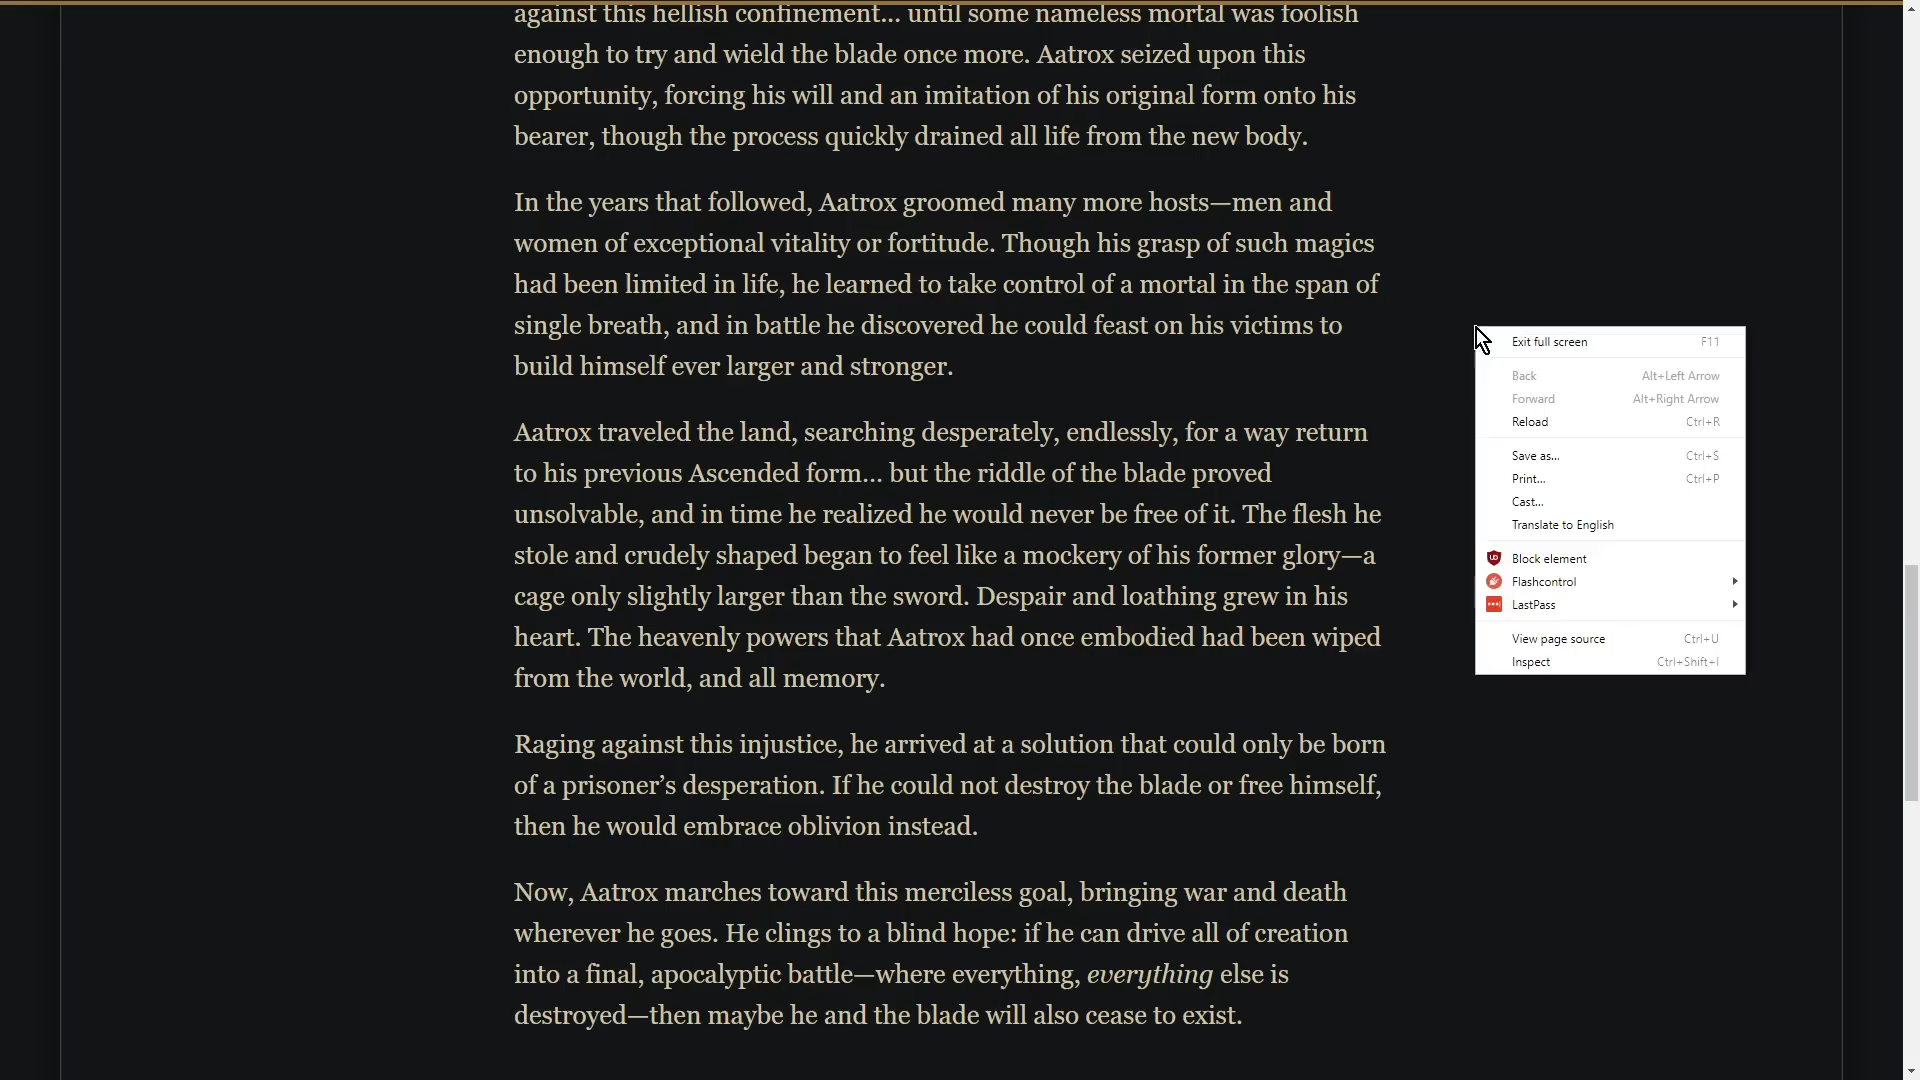 against this hellish confinement... until some nameless mortal was foolish
enough to try and wield the blade once more. Aatrox seized upon this
opportunity, forcing his will and an imitation of his original form onto his
bearer, though the process quickly drained all life from the new body.
In the years that followed, Aatrox groomed many more hosts—men and
women of exceptional vitality or fortitude. Though his grasp of such magics
had been limited in life, he learned to take control of a mortal in the span of
single breath, and in battle he discovered he could feast on his victims to
build himself ever larger and stronger.
Aatrox traveled the land, searching desperately, endlessly, for a way return
to his previous Ascended form... but the riddle of the blade proved
unsolvable, and in time he realized he would never be free of it. The flesh he
stole and crudely shaped began to feel like a mockery of his former glory—a
cage only slightly larger than the sword. Despair and loathing grew in his
heart. The heavenly powers that Aatrox had once embodied had been wiped
from the world, and all memory.
Raging against this injustice, he arrived at a solution that could only be born
of a prisoner’s desperation. If he could not destroy the blade or free himself,
then he would embrace oblivion instead.
Now, Aatrox marches toward this merciless goal, bringing war and death
wherever he goes. He clings to a blind hope: if he can drive all of creation
into a final, apocalyptic battle—where everything, everything else is
destroyed—then maybe he and the blade will also cease to exist.
Exit full screen F11
Back Alt+Left Arrow
Forward Alt+Right Arrow
Reload Ctrl+R
Save as... Ctrl+S
Print... Ctrl+P
Cast...
Translate to English
Block element
Flashcontrol
LastPass
View page source Ctrl+U
Inspect Ctrl+Shift+I